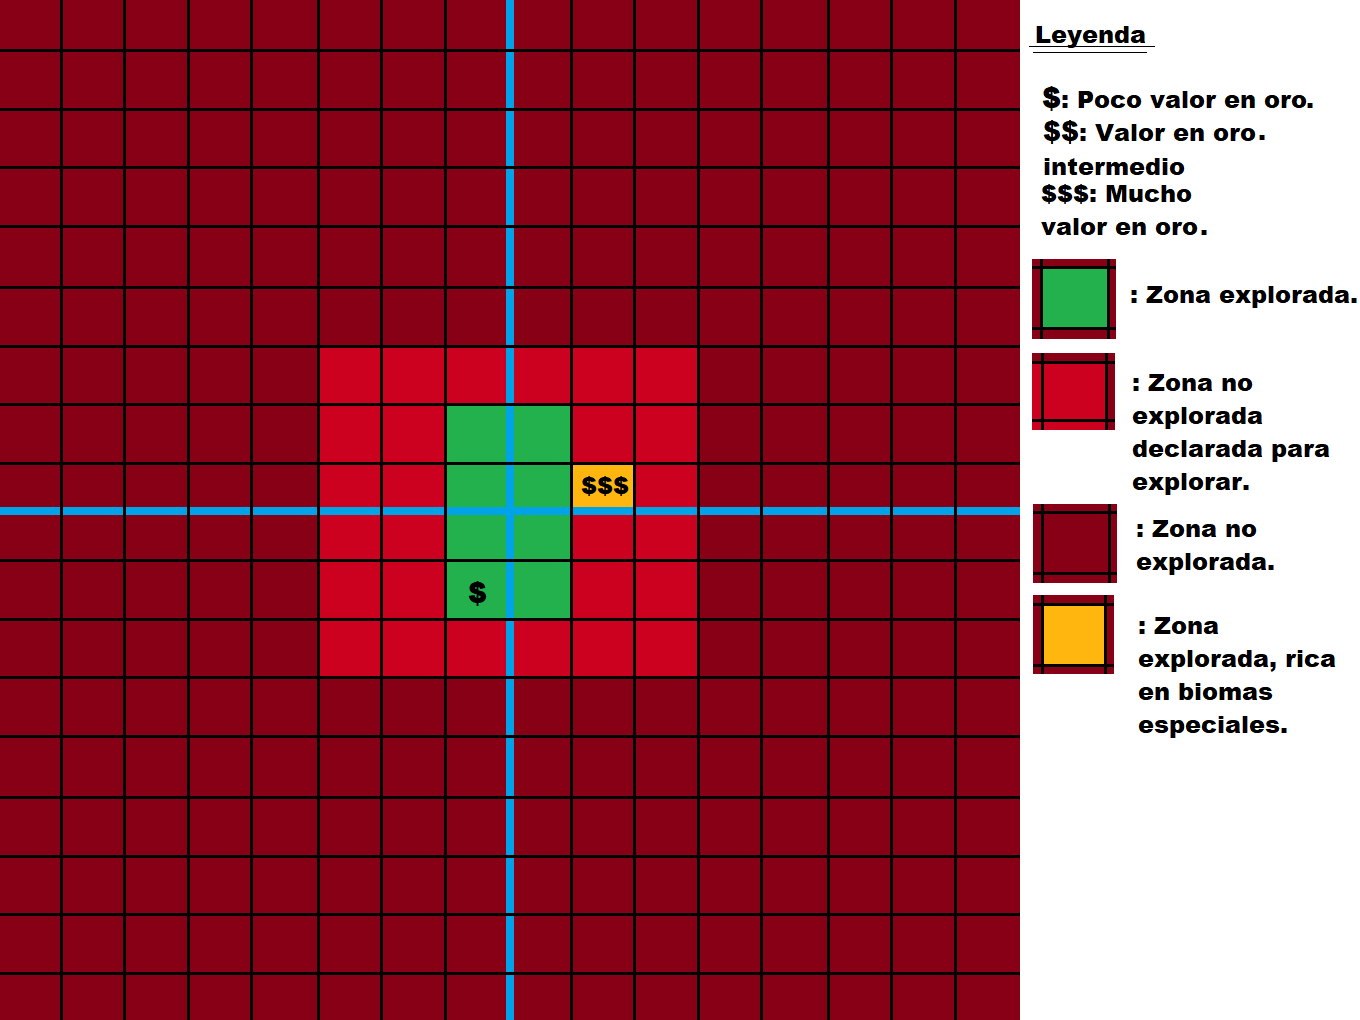 Leyenda
$: Poco valor en oro.
$$: Valor en oro.
intermedio
$$$: Mucho
valor en oro.
: Zona explorada.
: Zona no
explorada
declarada para
explorar.
$$$
: Zona no
explorada.
$
: Zona
explorada, rica
en biomas
especiales.